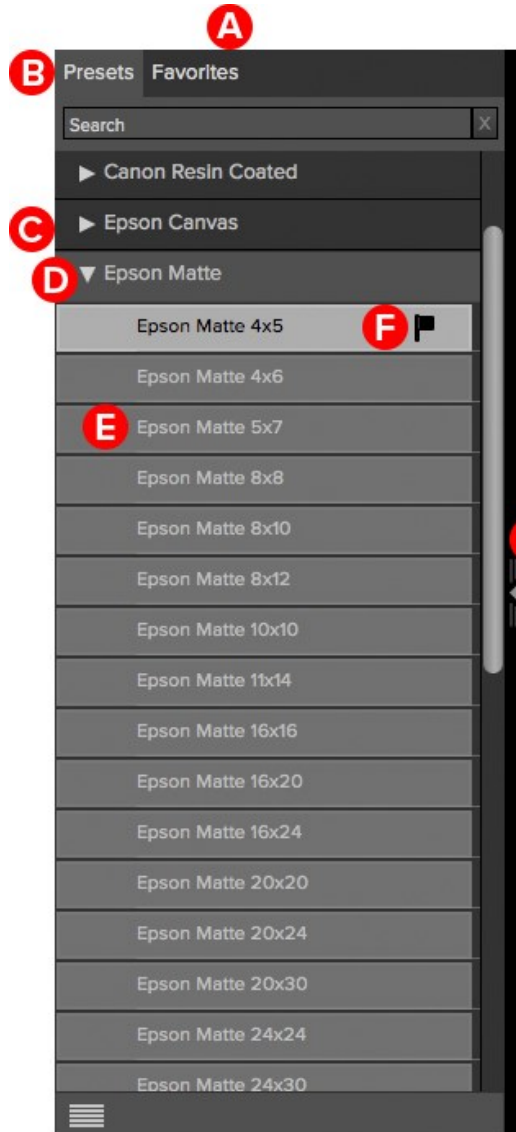 A
B Presets Favorites
Search X
Canon Resin Coated
C Epson Canvas
D Epson Matte
Epson Matte 4x5 F
Epson Matte 4x6
E Epson Matte 5x7
Epson Matte 8x8
Epson Matte 8x10
Epson Matte 8x12
Epson Matte 10x10
Epson Matte 11x14
Epson Matte 16x16
Epson Matte 16x20
Epson Matte 16x24
Epson Matte 20x20
Epson Matte 20x24
Epson Matte 20x30
Epson Matte 24x24
Epson Matte 24x30